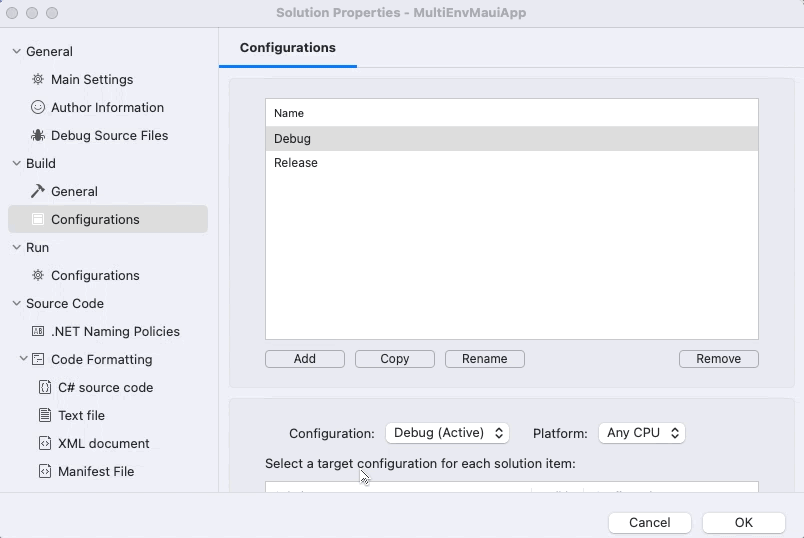 Solution Properties - MultiEnvMauiApp
General
Main Settings
Author Information
Debug Source Files
Build
General
Configurations
Run
Configurations
Source Code
.NET Naming Policies
Code Formatting
C# source code
Text file
XML document
Manifest File
Configurations
Name
Debug
Release
Add
Copy
Rename
Remove
Configuration:
Debug (Active)
Platform:
Any CPU
Select a target configuration for each solution item:
Cancel
OK